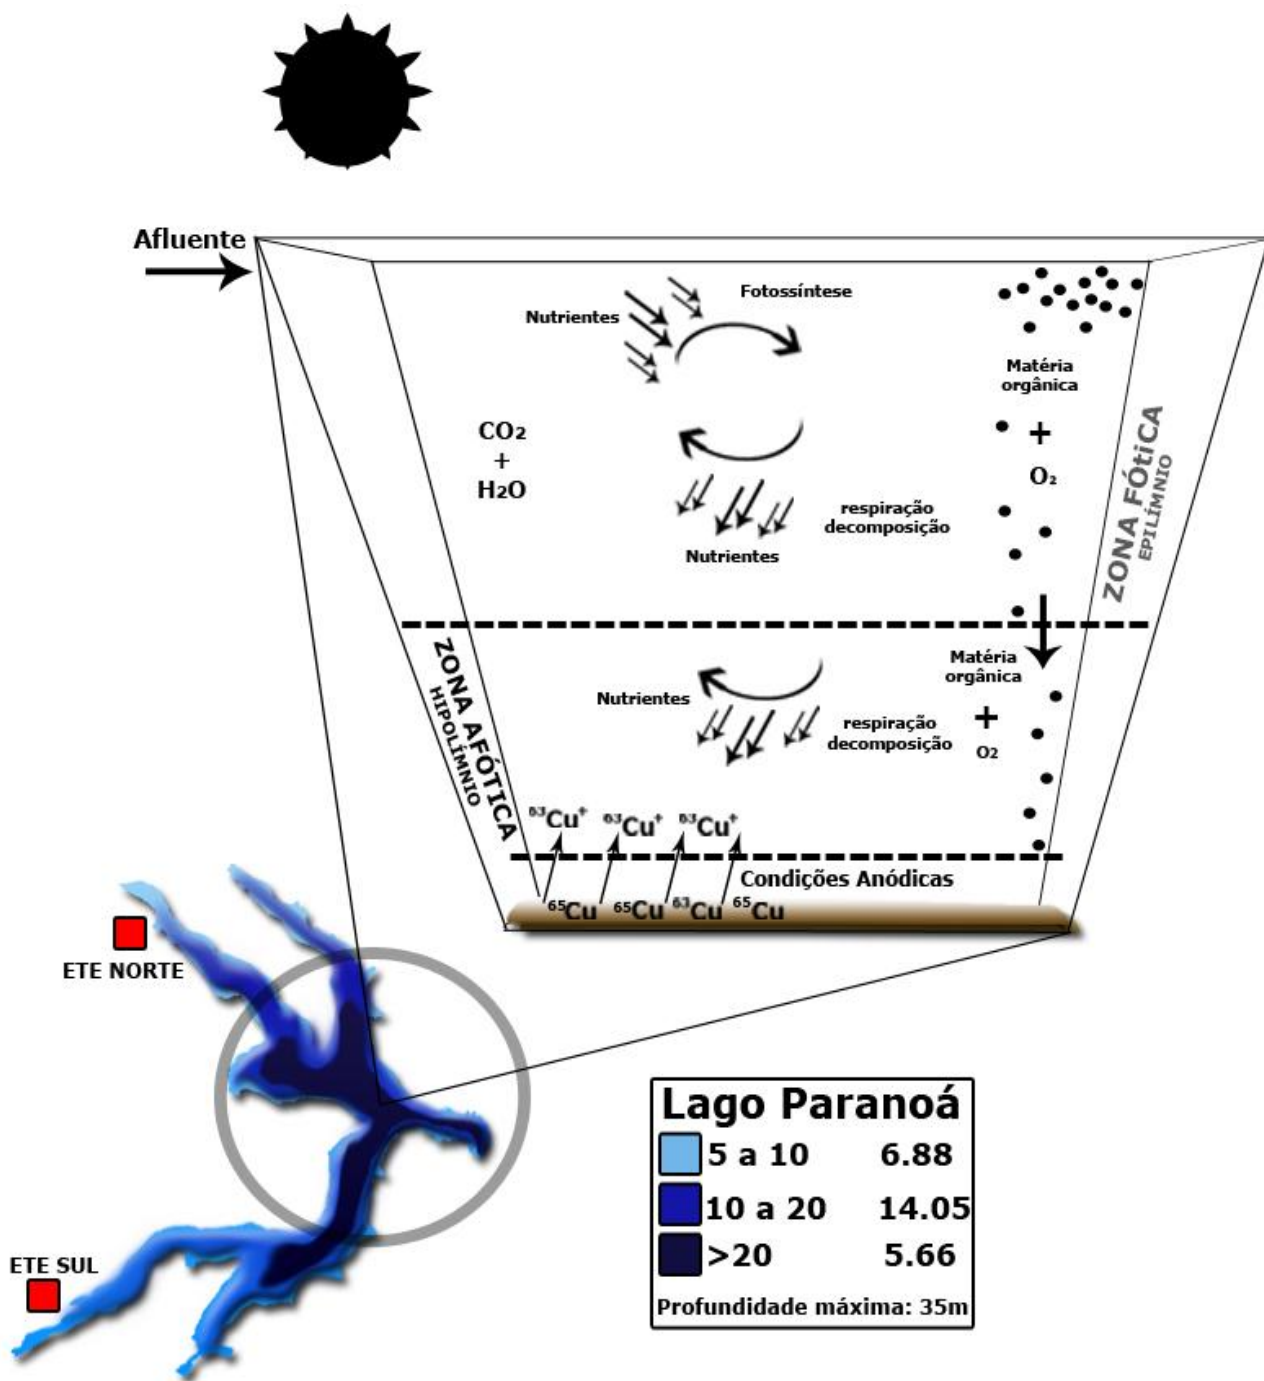 Afluente
Nutrientes
Fotossíntese
Matéria
orgânica
+
O₂
CO₂
+
H₂O
respiração
decomposição
Nutrientes
ZONA FÓtiCA
EPILÍMNIO
ZONA AFÓTICA
HIPOLÍMNIO
Matéria
orgânica
+
O₂
Nutrientes
respiração
decomposição
⁶³Cu⁺ ⁶³Cu⁺ ⁶³Cu⁺
Condições Anódicas
⁶⁵Cu ⁶⁵Cu ⁶³Cu ⁶⁵Cu
ETE NORTE
ETE SUL
Lago Paranoá
5 a 10 6.88
10 a 20 14.05
>20 5.66
Profundidade máxima: 35m